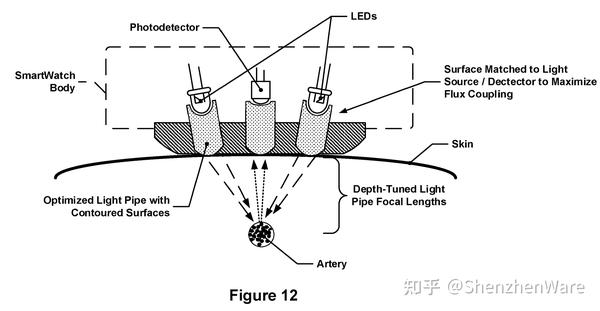 LEDs
Photodetector
SmartWatch
Body
Surface Matched to Light
Source / Dectector to Maximize
Flux Coupling
Skin
Optimized Light Pipe with
Contoured Surfaces
Depth-Tuned Light
Pipe Focal Lengths
Artery
Figure 12
知乎 @ShenzhenWare